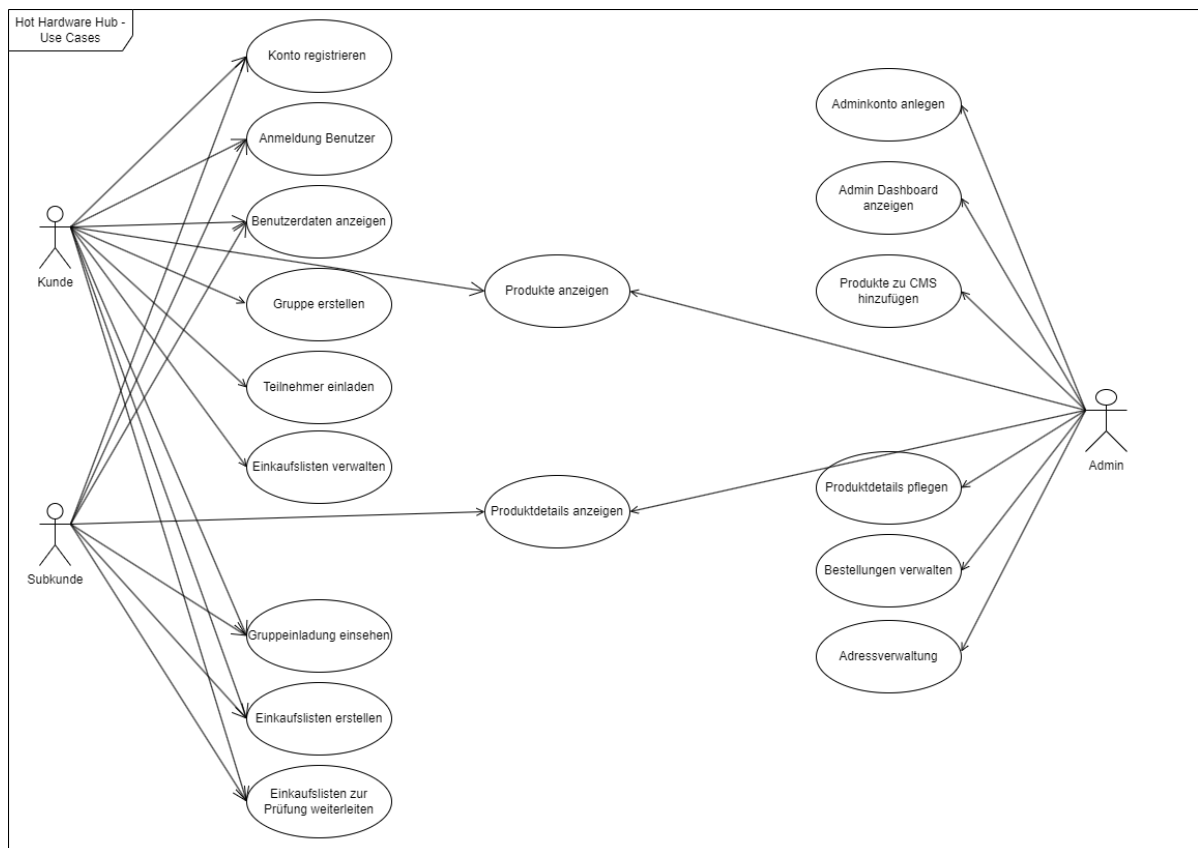 Hot Hardware Hub -
Use Cases
Konto registrieren
Anmeldung Benutzer
Benutzerdaten anzeigen
Gruppe erstellen
Teilnehmer einladen
Einkaufslisten verwalten
Kunde
Subkunde
Gruppeinladung einsehen
Einkaufslisten erstellen
Einkaufslisten zur
Prüfung weiterleiten
Produkte anzeigen
Produktdetails anzeigen
Adminkonto anlegen
Admin Dashboard
anzeigen
Produkte zu CMS
hinzufügen
Produktdetails pflegen
Bestellungen verwalten
Adressverwaltung
Admin